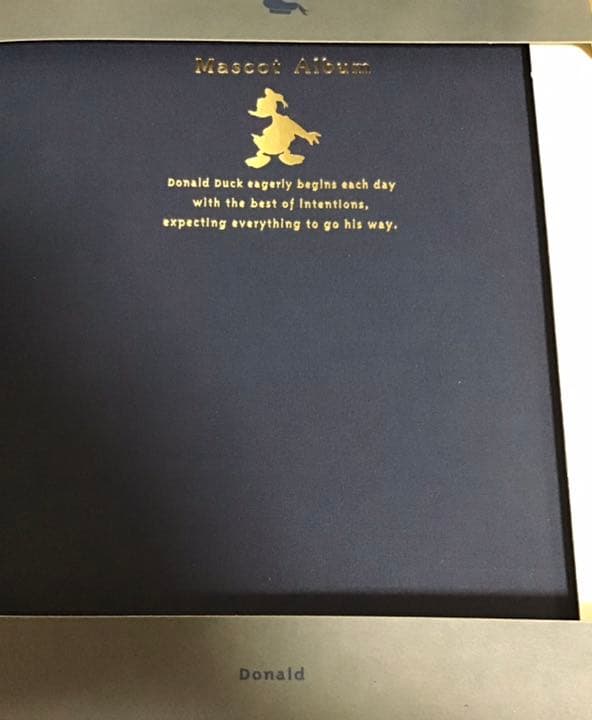 Mascot Album
Donald Duck eagerly begins each day
with the best of intentions,
expecting everything to go his way.
Donald